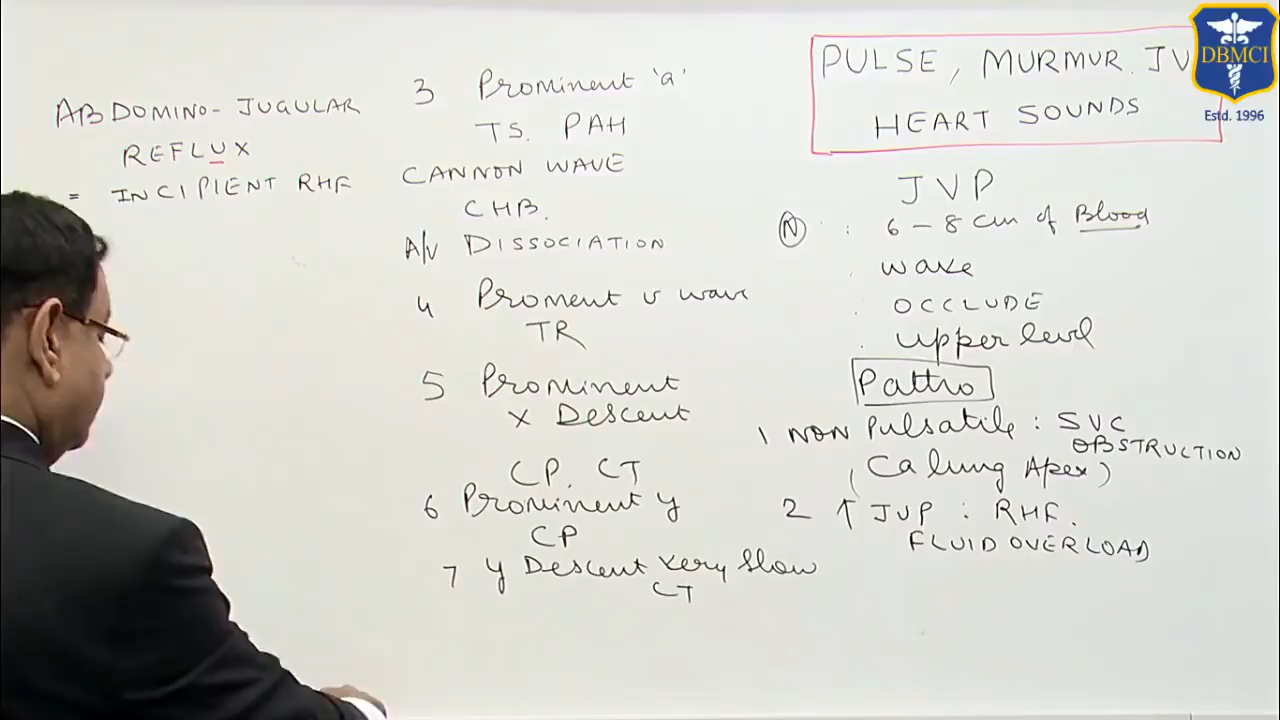 ABDOMINO-JUGULAR
REFLUX
= INCIPIENT RHF
3 Prominent 'a'
TS. PAH
CANNON WAVE
CHB.
A/V DISSOCIATION
4 Proment v wave
TR
5 Prominent
x DESCENT
CP. CT
6 Prominent y
CP
7 y DESCENT very slow
CT
PULSE, MURMUR. JV
HEART SOUNDS
JVP
N : 6-8 cm of Blood
. wave
. OCCLUDE
. upper level
Patho
1 NON Pulsatile : SVC
OBSTRUCTION
(Ca lung Apex)
2 ↑ JVP : RHF.
FLUID OVERLOAD
DBMCI
Estd. 1996